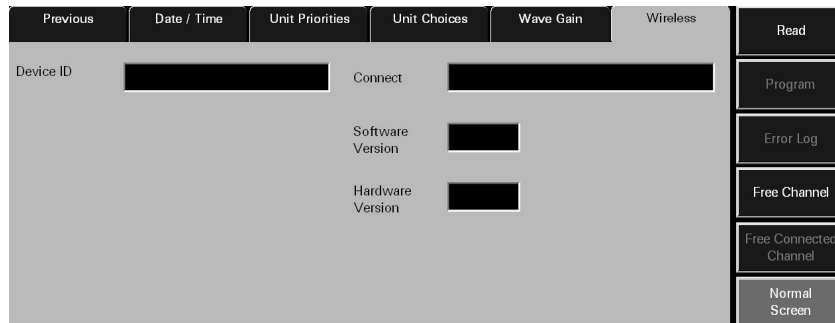 Previous
Date / Time
Unit Priorities
Unit Choices
Wave Gain
Wireless
Device ID
Connect
Software
Version
Hardware
Version
Read
Program
Error Log
Free Channel
Free Connected
Channel
Normal
Screen